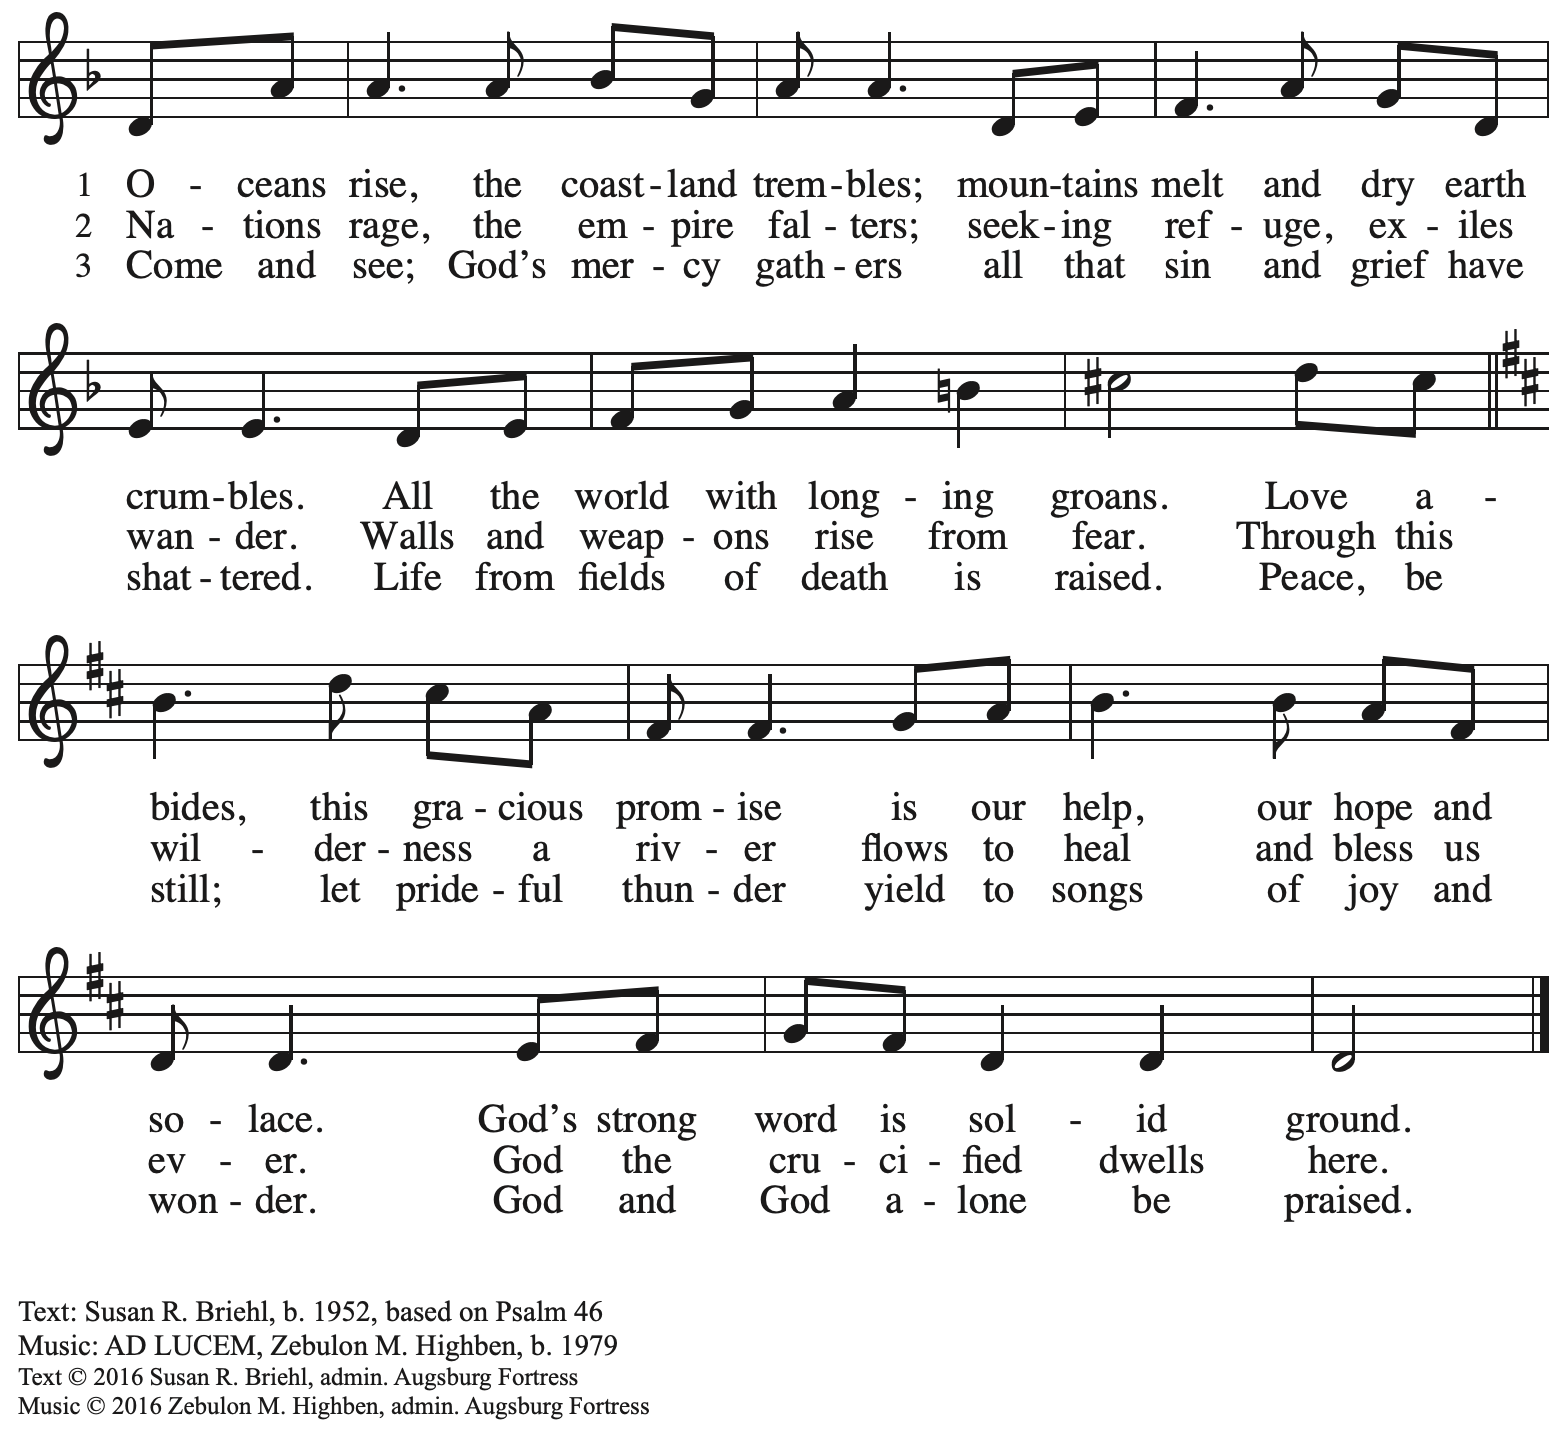 1 O - ceans rise, the coast - land trem - bles; moun - tains melt and dry earth
2 Na - tions rage, the em - pire fal - ters; seek - ing ref - uge, ex - iles
3 Come and see; God's mer - cy gath - ers all that sin and grief have
crum - bles. All the world with long - ing groans. Love a -
wan - der. Walls and weap - ons rise from fear. Through this
shat - tered. Life from fields of death is raised. Peace, be
bides, this gra - cious prom - ise is our help, our hope and
wil - der - ness a riv - er flows to heal and bless us
still; let pride - ful thun - der yield to songs of joy and
so - lace. God's strong word is sol - id ground.
ev - er. God the cru - ci - fied dwells here.
won - der. God and God a - lone be praised.
Text: Susan R. Briehl, b. 1952, based on Psalm 46
Music: AD LUCEM, Zebulon M. Highben, b. 1979
Text © 2016 Susan R. Briehl, admin. Augsburg Fortress
Music © 2016 Zebulon M. Highben, admin. Augsburg Fortress